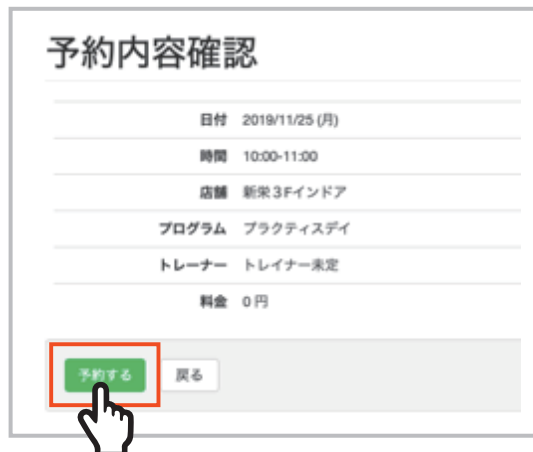 予約内容確認
日付 2019/11/25 (月)
時間 10:00-11:00
店舗 新栄3Fインドア
プログラム プラクティスデイ
トレーナー トレイナー未定
料金 0 円
予約する 戻る